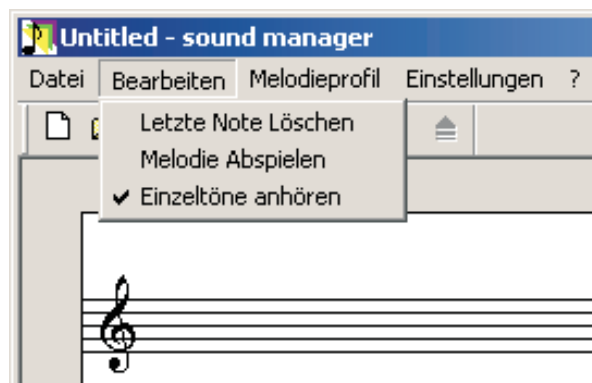 Untitled - sound manager
Datei Bearbeiten Melodieprofil Einstellungen ?
Letzte Note Löschen
Melodie Abspielen
Einzeltöne anhören